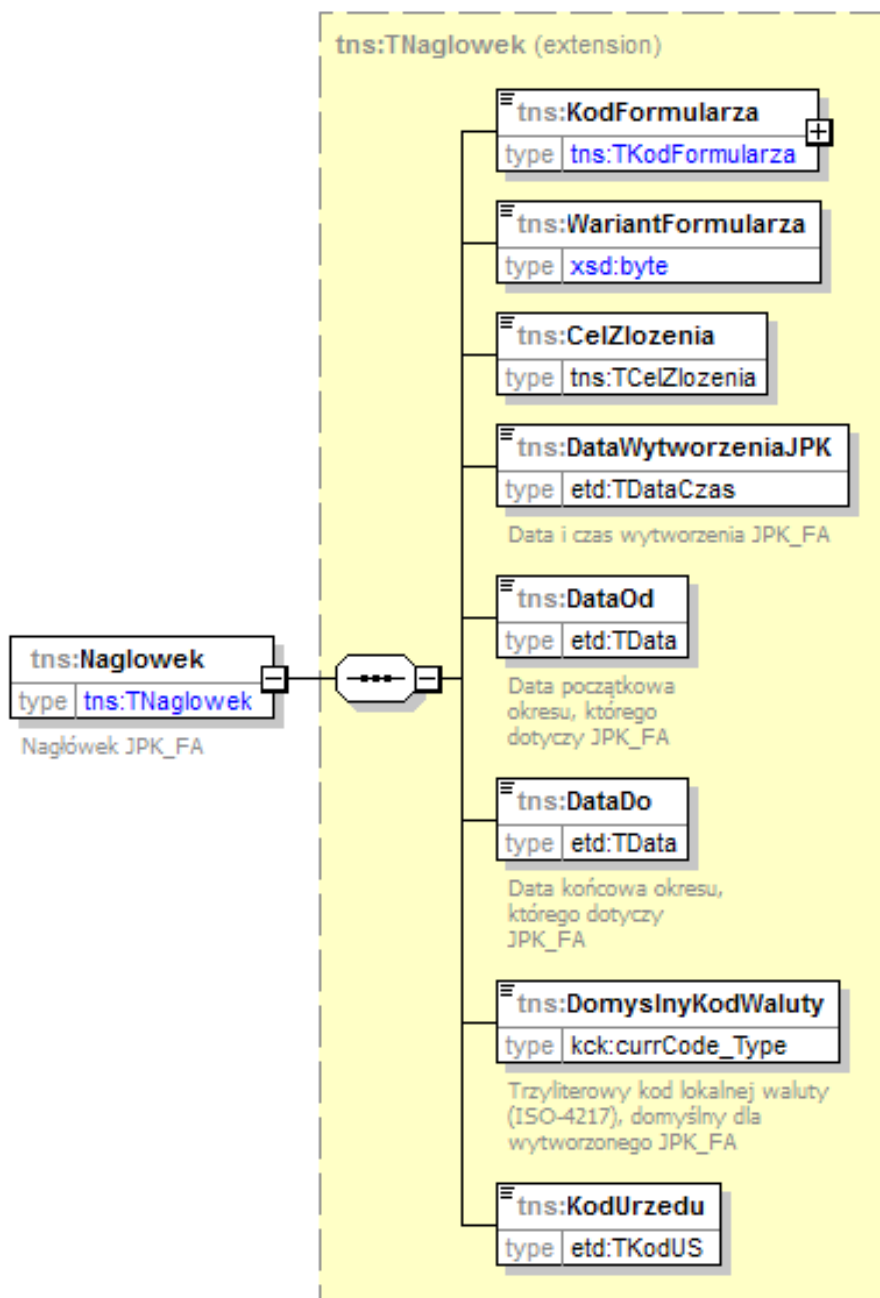 tns:TNaglowek (extension)
tns:KodFormularza
type tns:TKodFormularza
tns:WariantFormularza
type xsd:byte
tns:CelZlozenia
type tns:TCelZlozenia
tns:DataWytworzeniaJPK
type etd:TDataCzas
Data i czas wytworzenia JPK_FA
tns:DataOd
type etd:TData
Data początkowa
okresu, którego
dotyczy JPK_FA
tns:Naglowek
type tns:TNaglowek
Nagłówek JPK_FA
tns:DataDo
type etd:TData
Data końcowa okresu,
którego dotyczy
JPK_FA
tns:DomyslnyKodWaluty
type kck:currCode_Type
Trzyliterowy kod lokalnej waluty
(ISO-4217), domyślny dla
wytworzonego JPK_FA
tns:KodUrzedu
type etd:TKodUS